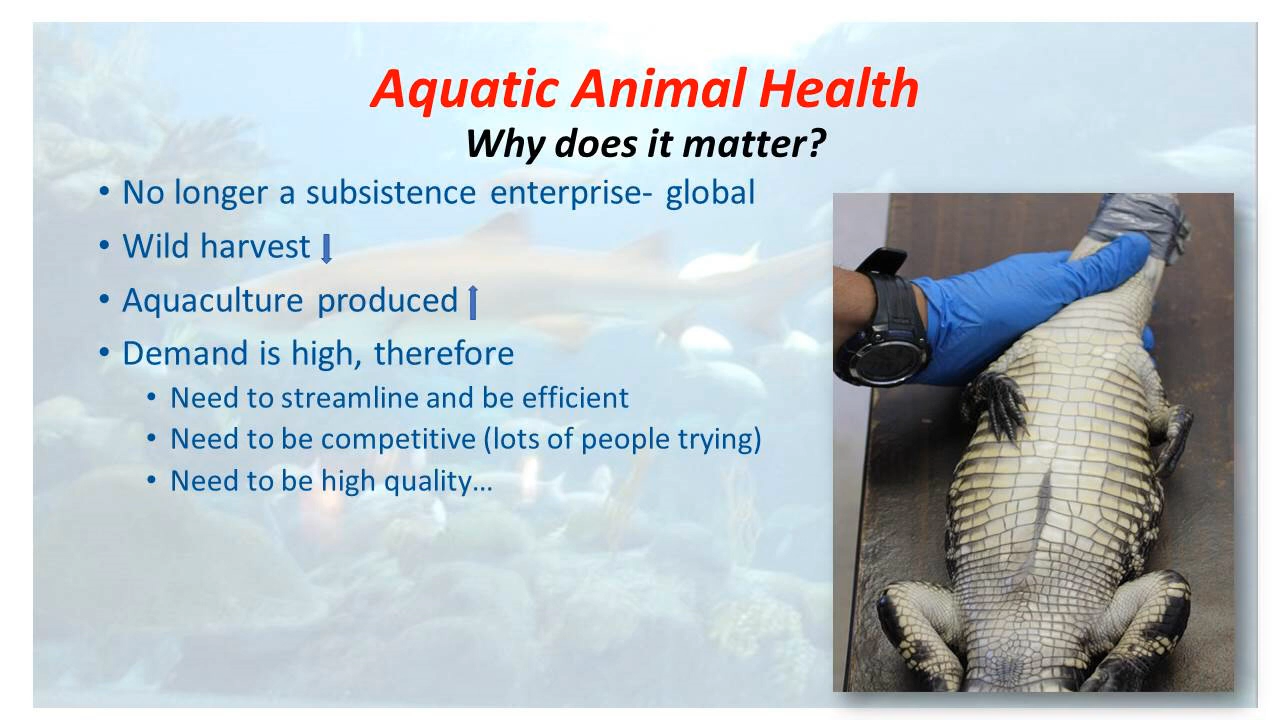 Aquatic Animal Health
Why does it matter?
• No longer a subsistence enterprise- global
• Wild harvest
• Aquaculture produced
• Demand is high, therefore
• Need to streamline and be efficient
• Need to be competitive (lots of people trying)
• Need to be high quality…